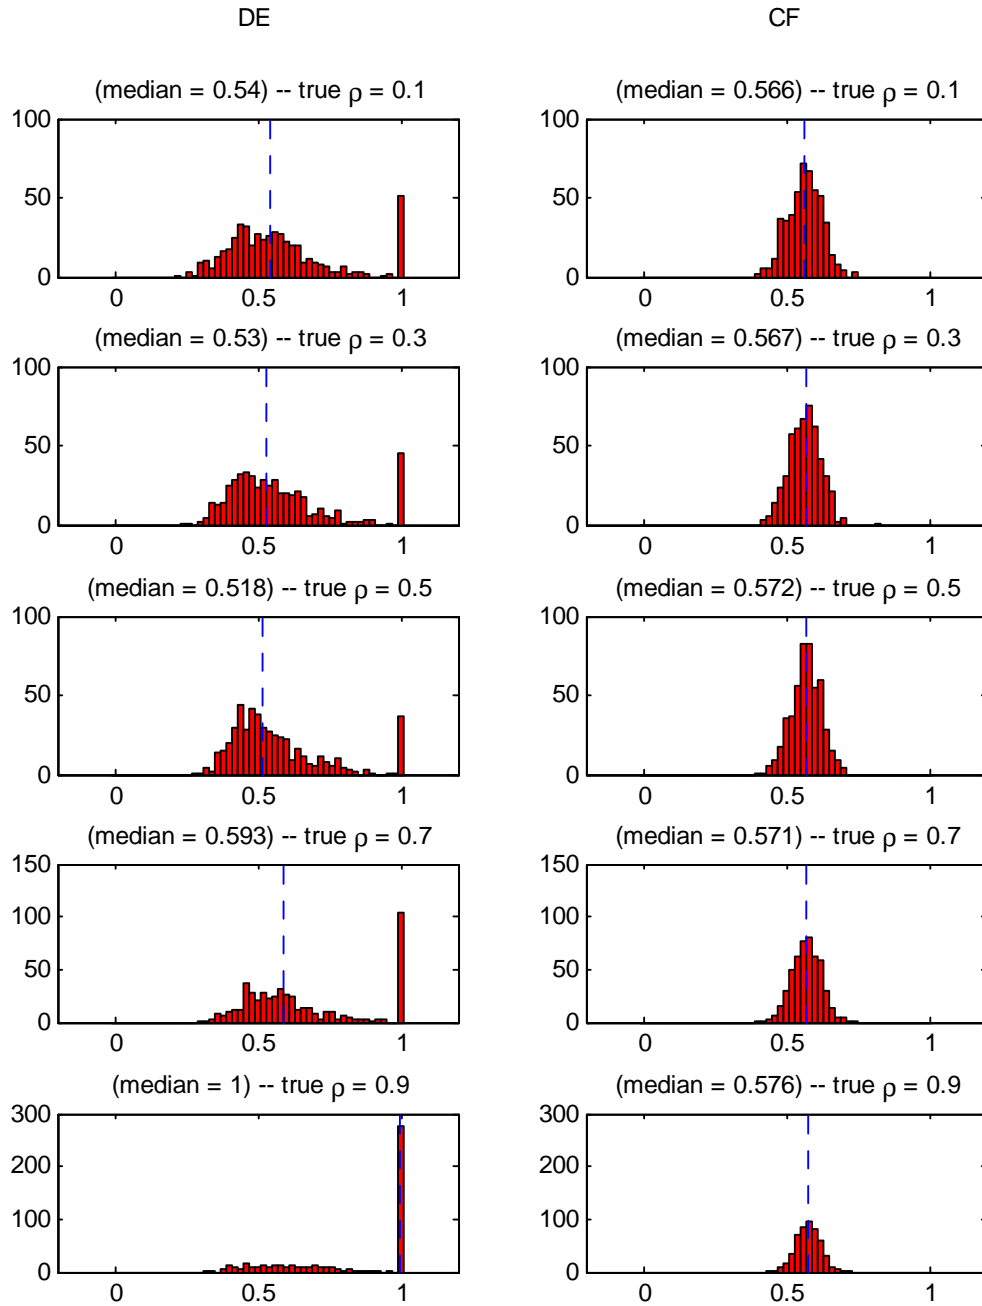 DE CF
(median = 0.54) -- true ρ = 0.1 (median = 0.566) -- true ρ = 0.1
100 100
50 50
0 0
0 0.5 1 0 0.5 1
(median = 0.53) -- true ρ = 0.3 (median = 0.567) -- true ρ = 0.3
100 100
50 50
0 0
0 0.5 1 0 0.5 1
(median = 0.518) -- true ρ = 0.5 (median = 0.572) -- true ρ = 0.5
100 100
50 50
0 0
0 0.5 1 0 0.5 1
(median = 0.593) -- true ρ = 0.7 (median = 0.571) -- true ρ = 0.7
150 150
100 100
50 50
0 0
0 0.5 1 0 0.5 1
(median = 1) -- true ρ = 0.9 (median = 0.576) -- true ρ = 0.9
300 300
200 200
100 100
0 0
0 0.5 1 0 0.5 1